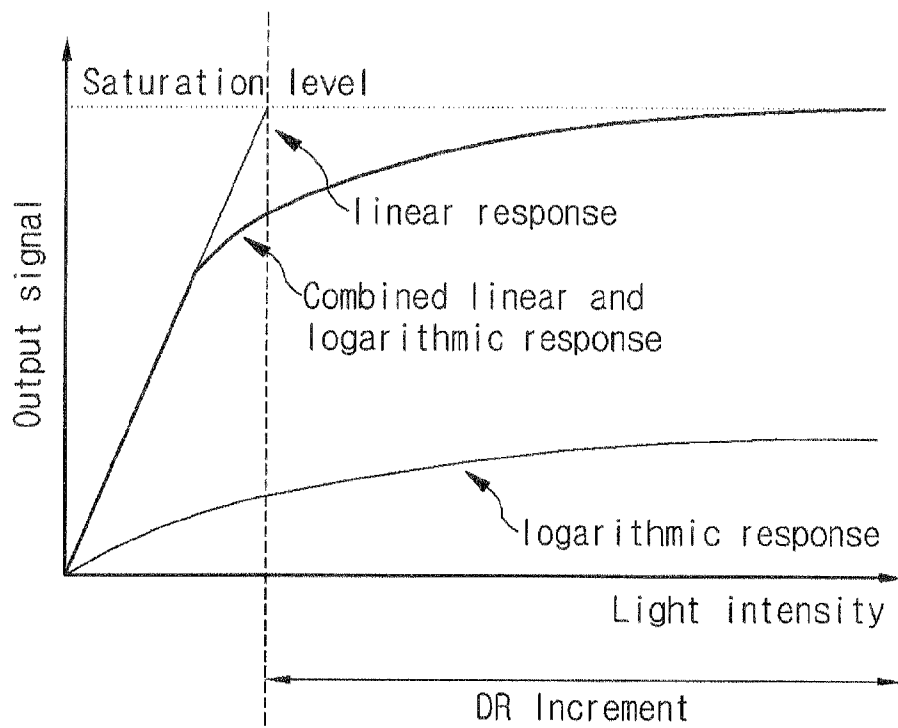 Saturation level
linear response
Combined linear and
logarithmic response
Output signal
logarithmic response
Light intensity
DR Increment